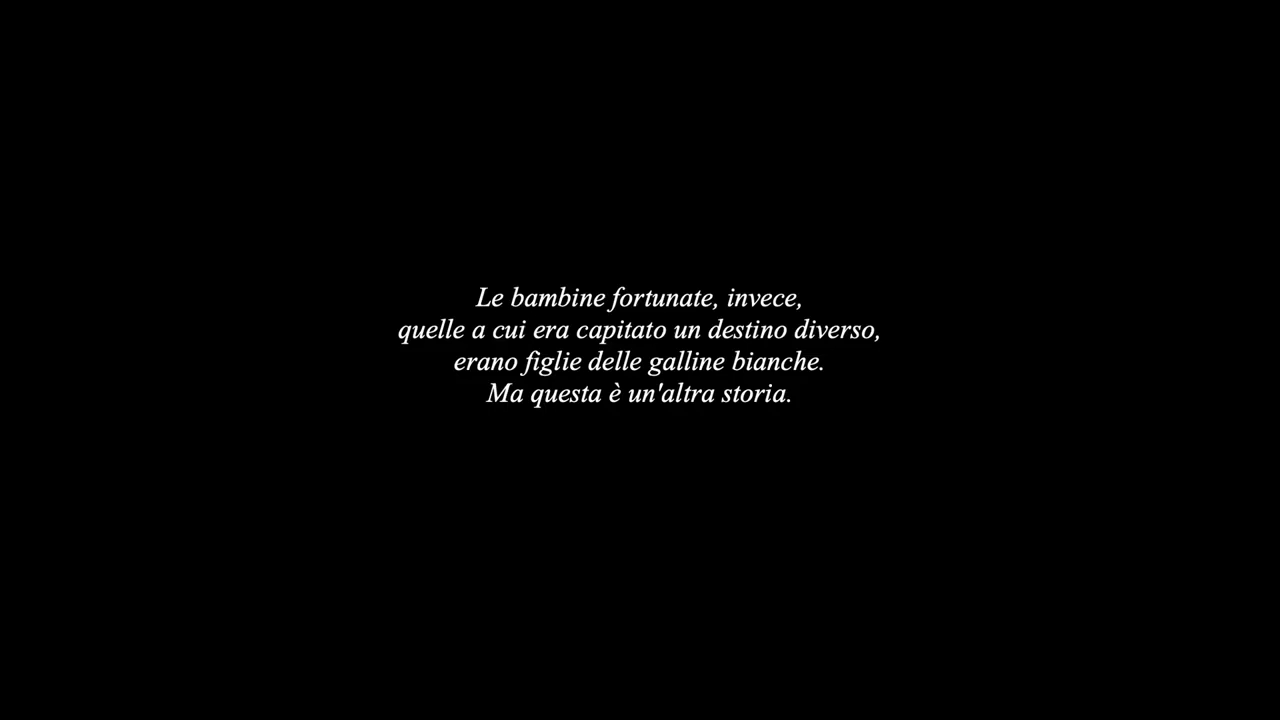 Le bambine fortunate, invece,
quelle a cui era capitato un destino diverso,
erano figlie delle galline bianche.
Ma questa è un'altra storia.